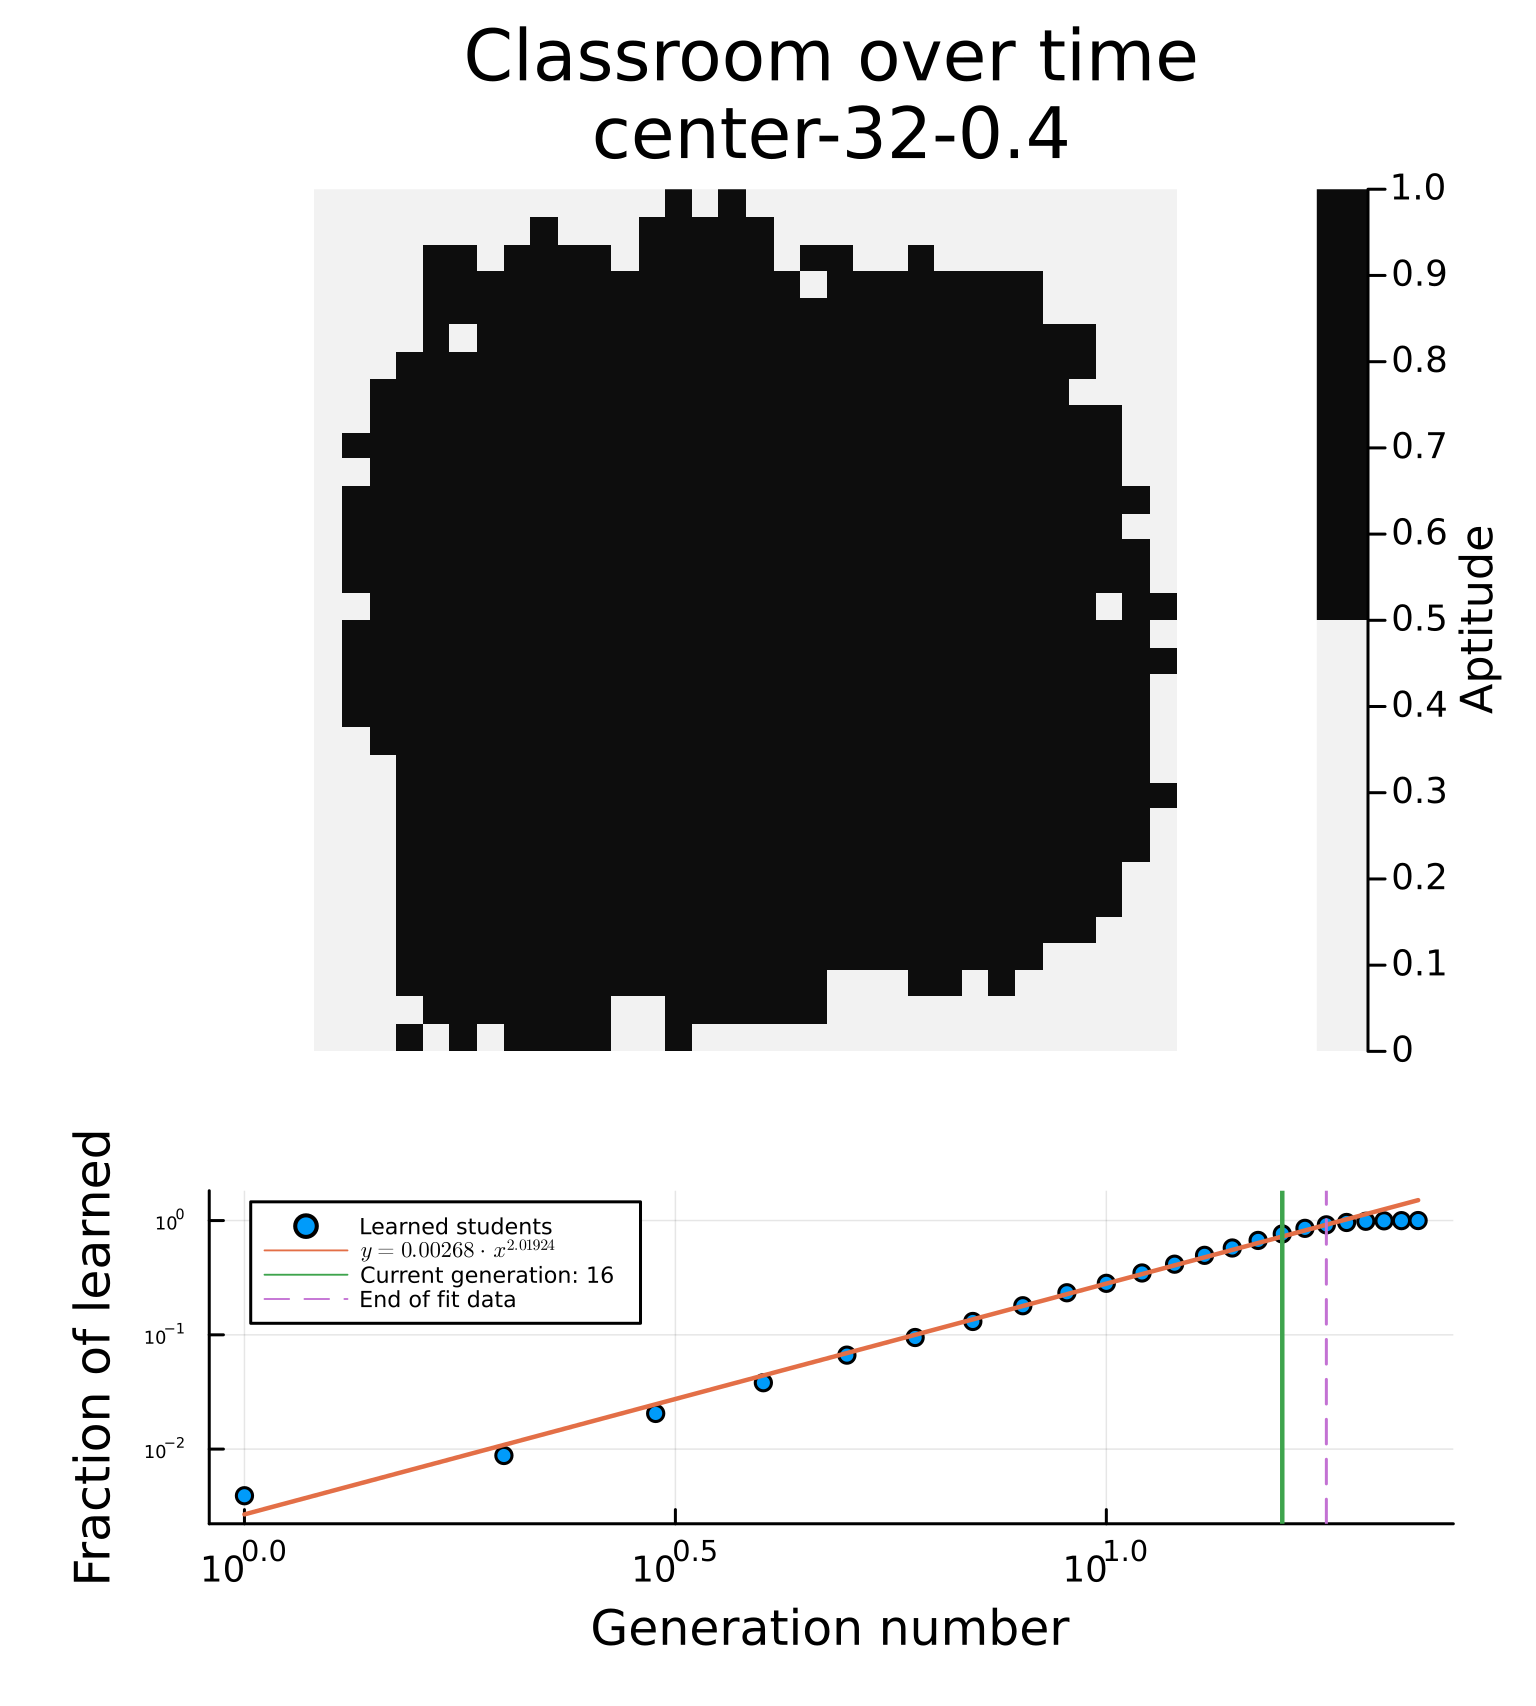 Classroom over time
center-32-0.4
1.0
0.9
0.8
0.7
0.6
0.5
0.4
0.3
0.2
0.1
0
Aptitude
Fraction of learned
10^0
10^-1
10^-2
Learned students
y = 0.00268 · x^2.01924
Current generation: 16
End of fit data
10^0.0
10^0.5
10^1.0
Generation number